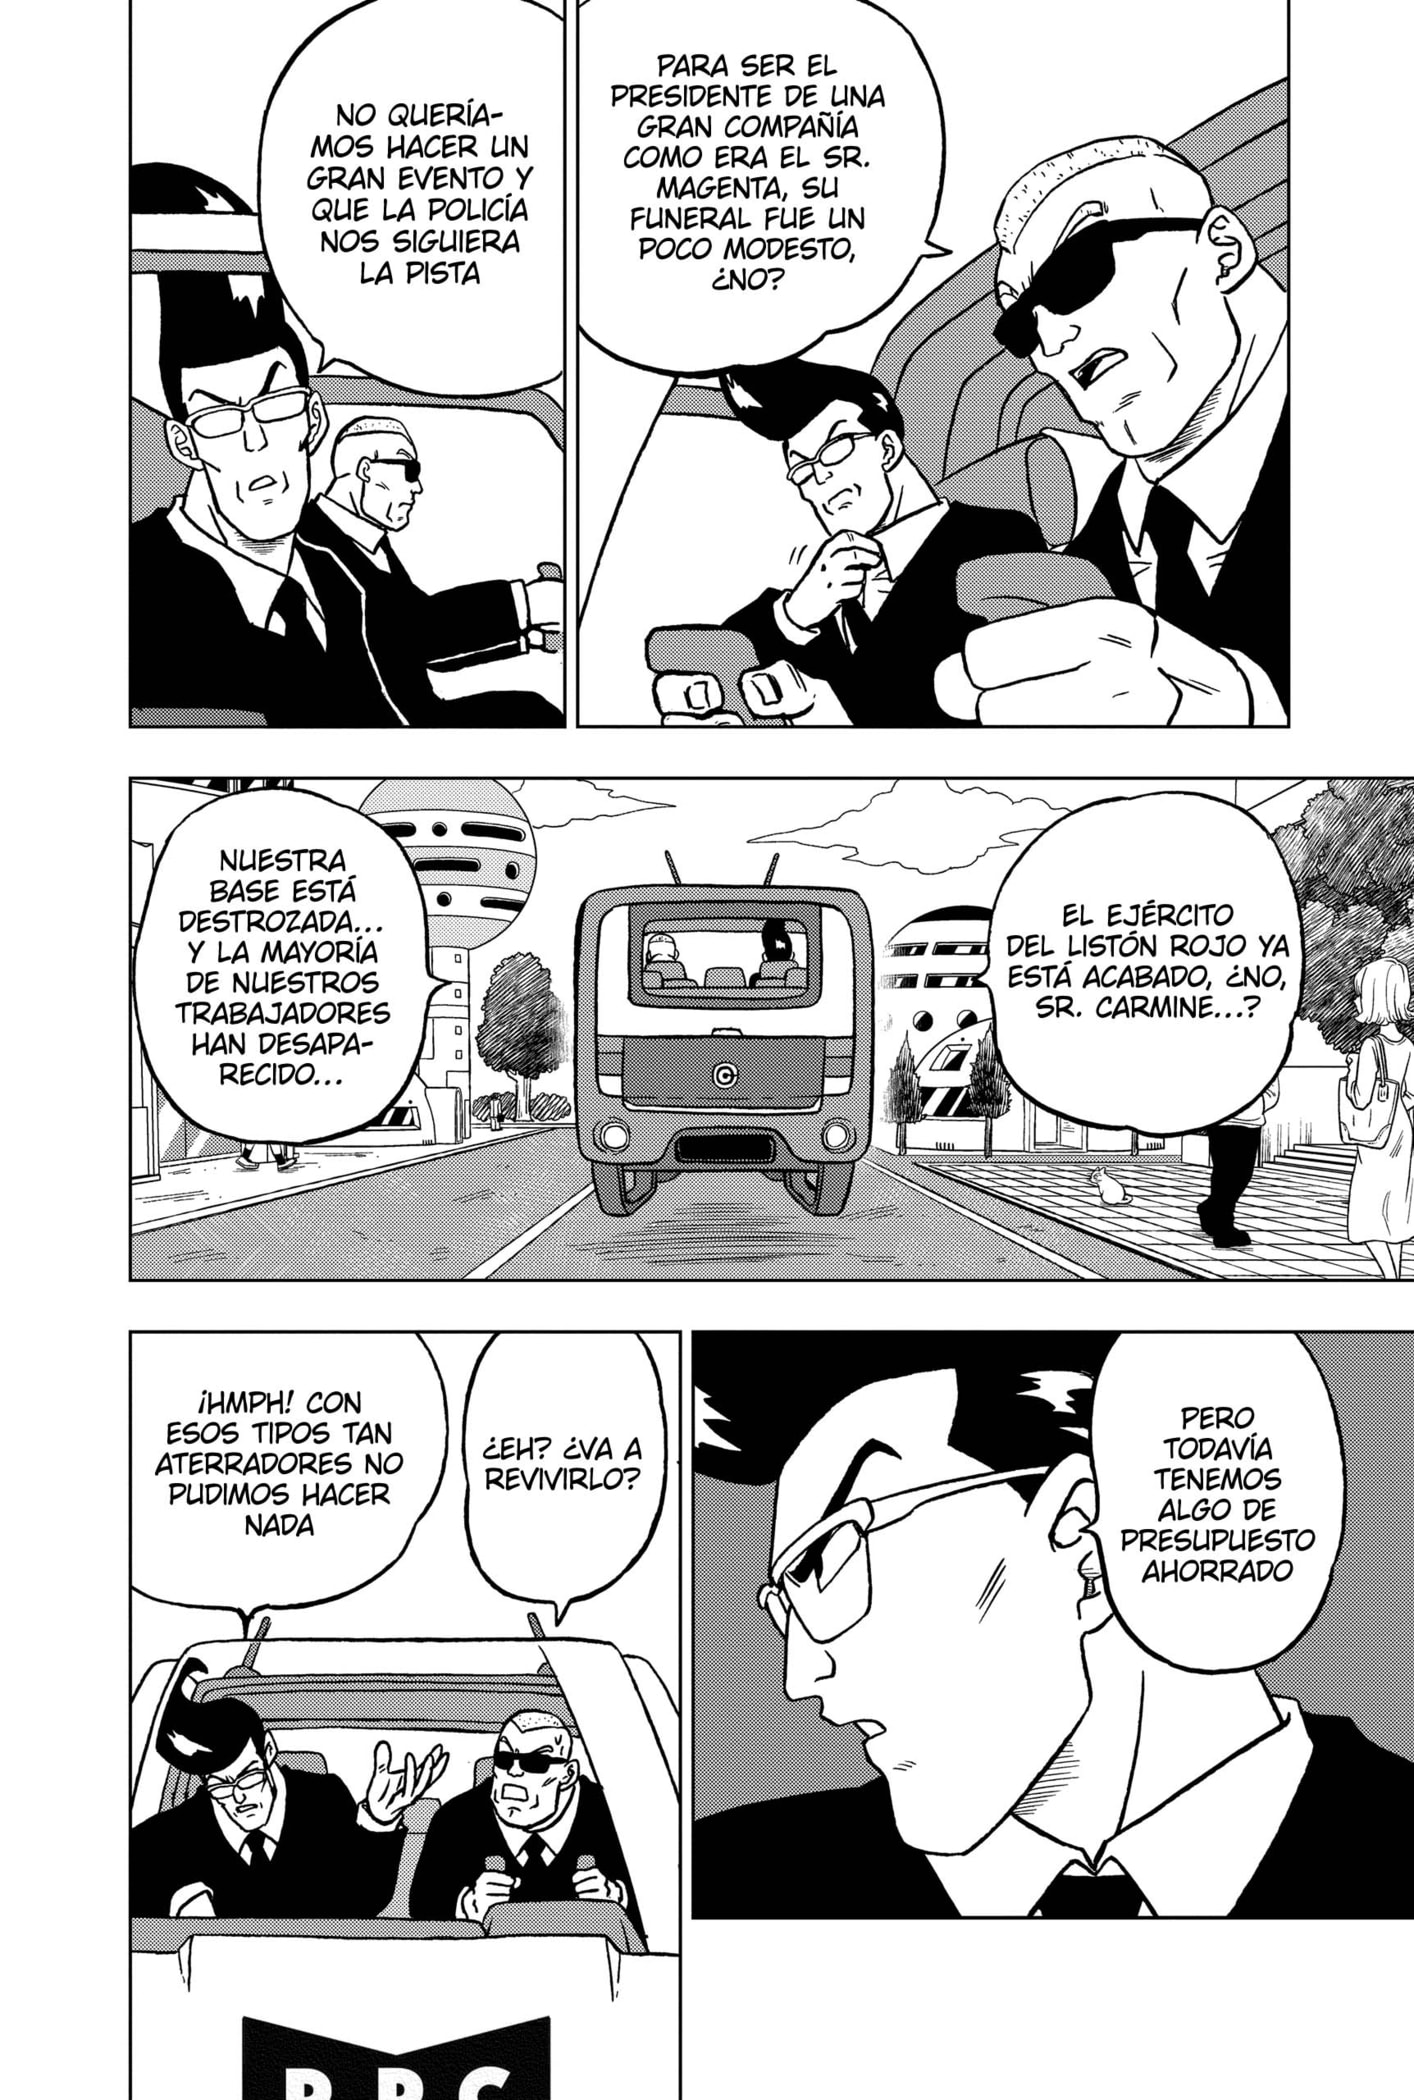 PARA SER EL
PRESIDENTE DE UNA
GRAN COMPAÑÍA
COMO ERA EL SR.
MAGENTA, SU
FUNERAL FUE UN
POCO MODESTO,
¿NO?
NO QUERÍA-
MOS HACER UN
GRAN EVENTO Y
QUE LA POLICÍA
NOS SIGUIERA
LA PISTA
EL EJÉRCITO
DEL LISTÓN ROJO YA
ESTÁ ACABADO, ¿NO,
SR. CARMINE...?
NUESTRA
BASE ESTÁ
DESTROZADA...
Y LA MAYORÍA
DE NUESTROS
TRABAJADORES
HAN DESAPA-
RECIDO...
PERO
TODAVÍA
TENEMOS
ALGO DE
PRESUPUESTO
AHORRADO
¿EH? ¿VA A
REVIVIRLO?
¡HMPH! CON
ESOS TIPOS TAN
ATERRADORES NO
PUDIMOS HACER
NADA